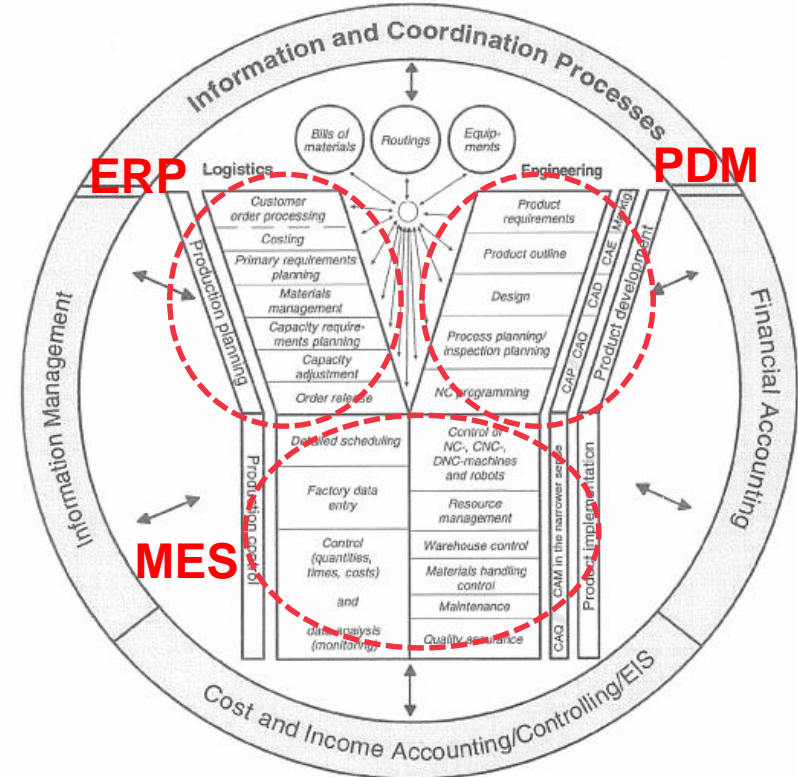 Information and Coordination Processes
Bills of
materials
Routings
Equip-
ments
ERP
Logistics
Engineering
PDM
Customer
order processing
Costing
Primary requirements
planning
Materials
management
Capacity require-
ments planning
Capacity
adjustment
Order release
Production planning
Product
requirements
Product outline
Design
Process planning/
inspection planning
NC programming
Marktg
CAE
CAD
CAP / CAQ
Product development
Information Management
Financial Accounting
Detailed scheduling
Factory data
entry
Control
(quantities,
times, costs)
and
data analysis
(monitoring)
Production control
MES
Control of
NC-, CNC-,
DNC-machines
and robots
Resource
management
Warehouse control
Materials handling
control
Maintenance
Quality assurance
CAM in the narrower sense
CAQ
Product implementation
Cost and Income Accounting/Controlling/EIS